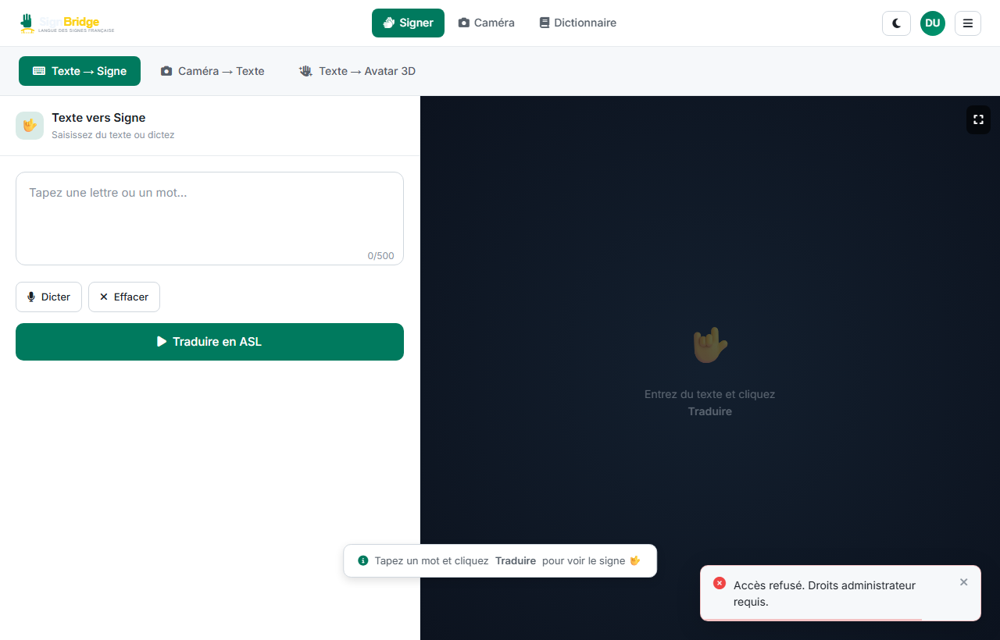 SignBridge
LANGUE DES SIGNES FRANÇAISE
Signer
Caméra
Dictionnaire
DU
Texte → Signe
Caméra → Texte
Texte → Avatar 3D
Texte vers Signe
Saisissez du texte ou dictez
Tapez une lettre ou un mot...
0/500
Dicter
Effacer
Traduire en ASL
Entrez du texte et cliquez
Traduire
Tapez un mot et cliquez Traduire pour voir le signe 🤟
Accès refusé. Droits administrateur
requis.